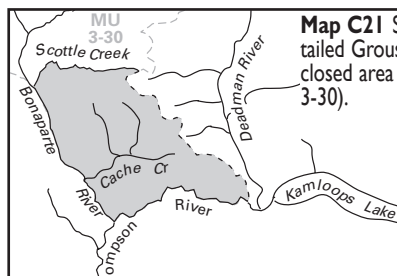 MU
3-30
Map C21 S
tailed Grous
closed area
3-30).
Scottie Creek
Bonaparte
River
Cache Cr
Deadman River
Kamloops Lake
River
ompson